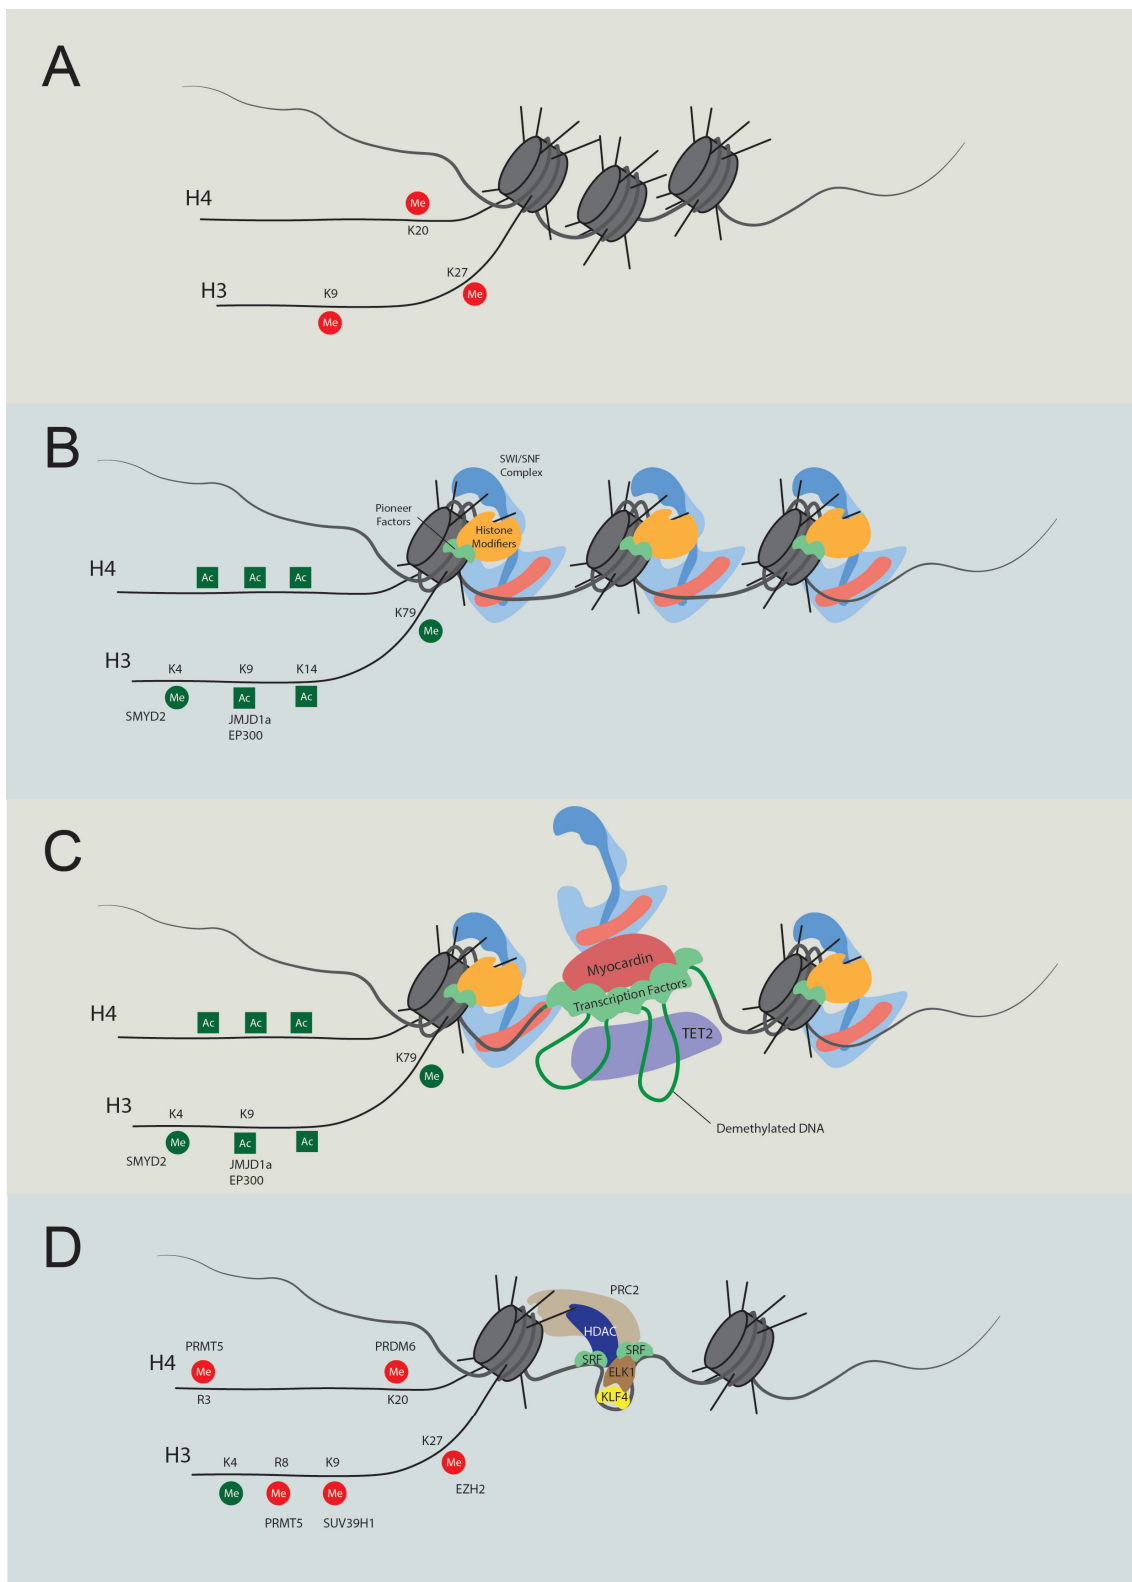 A
H4
Me
K20
K27
Me
H3
K9
Me
B
SWI/SNF
Complex
Pioneer
Factors
Histone
Modifiers
H4
Ac Ac Ac
K79
Me
H3
K4 K9 K14
Me Ac Ac
SMYD2
JMJD1a
EP300
C
Myocardin
Transcription Factors
TET2
H4
Ac Ac Ac
K79
Me
H3
K4 K9
Me Ac Ac
SMYD2
JMJD1a
EP300
Demethylated DNA
D
PRC2
HDAC
SRF SRF
ELK1
KLF4
PRMT5 PRDM6
H4
Me Me
R3 K20
K27
Me
EZH2
H3
K4 R8 K9
Me Me Me
PRMT5 SUV39H1